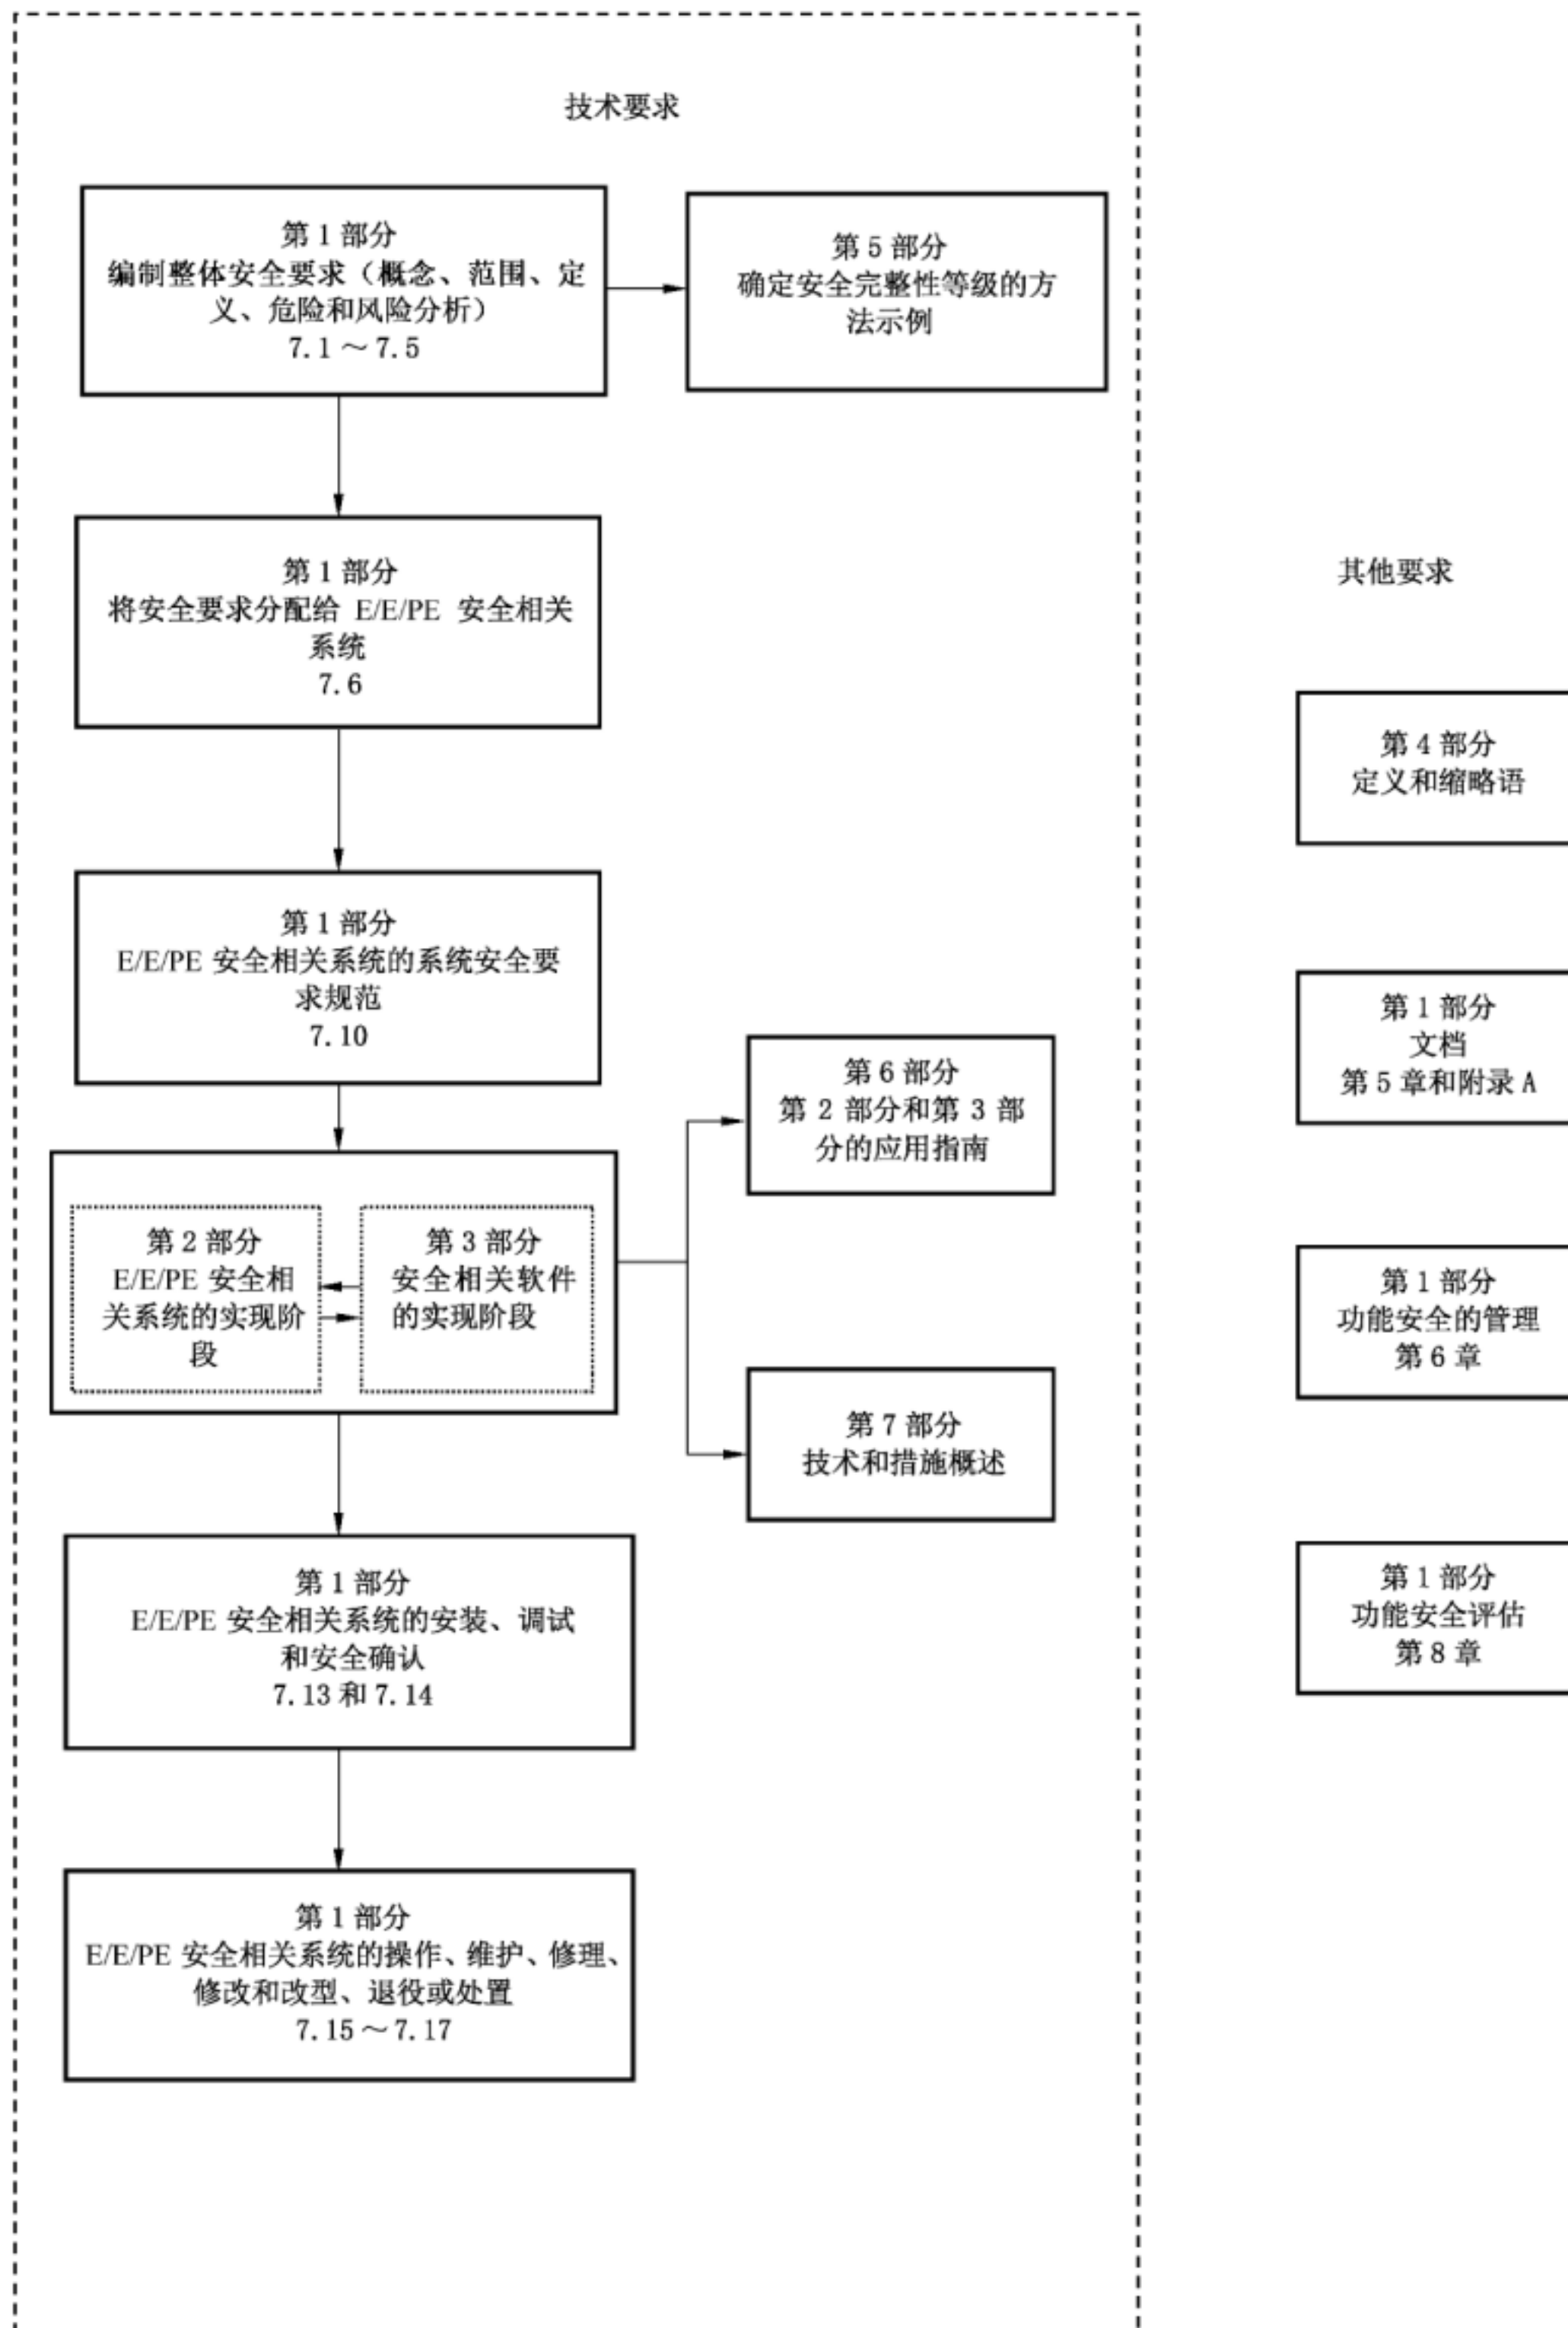 技术要求
第 1 部分
编制整体安全要求（概念、范围、定
义、危险和风险分析）
7.1～7.5
第 5 部分
确定安全完整性等级的方
法示例
第 1 部分
将安全要求分配给 E/E/PE 安全相关
系统
7.6
第 1 部分
E/E/PE 安全相关系统的系统安全要
求规范
7.10
第 6 部分
第 2 部分和第 3 部
分的应用指南
第 2 部分
E/E/PE 安全相
关系统的实现阶
段
第 3 部分
安全相关软件
的实现阶段
第 7 部分
技术和措施概述
第 1 部分
E/E/PE 安全相关系统的安装、调试
和安全确认
7.13 和 7.14
第 1 部分
E/E/PE 安全相关系统的操作、维护、修理、
修改和改型、退役或处置
7.15～7.17
其他要求
第 4 部分
定义和缩略语
第 1 部分
文档
第 5 章和附录 A
第 1 部分
功能安全的管理
第 6 章
第 1 部分
功能安全评估
第 8 章